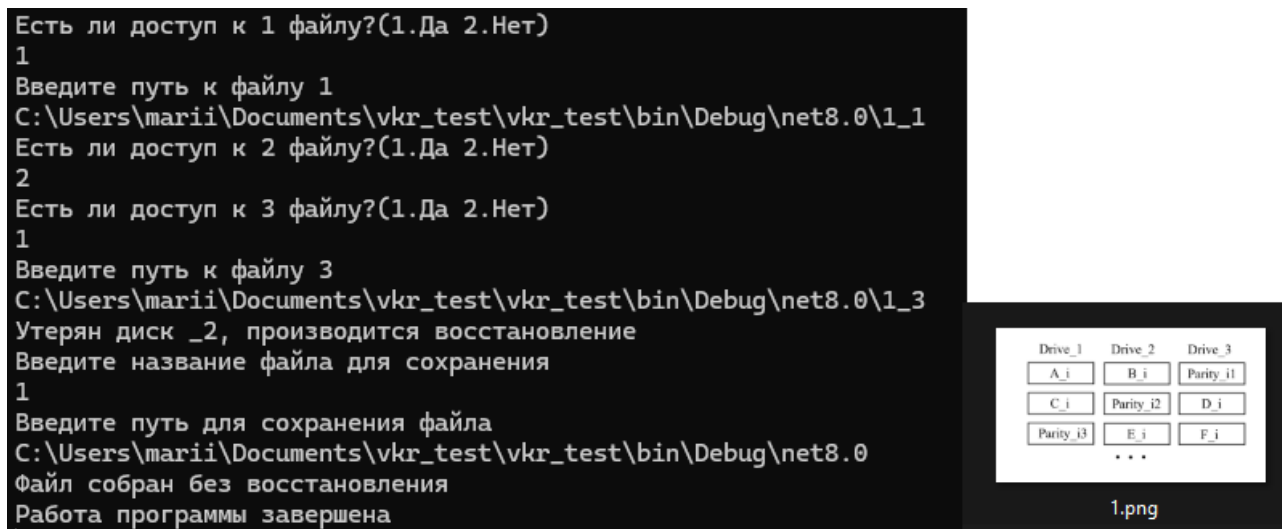 Есть ли доступ к 1 файлу?(1.Да 2.Нет)
1
Введите путь к файлу 1
C:\Users\marii\Documents\vkr_test\vkr_test\bin\Debug\net8.0\1_1
Есть ли доступ к 2 файлу?(1.Да 2.Нет)
2
Есть ли доступ к 3 файлу?(1.Да 2.Нет)
1
Введите путь к файлу 3
C:\Users\marii\Documents\vkr_test\vkr_test\bin\Debug\net8.0\1_3
Утерян диск _2, производится восстановление
Введите название файла для сохранения
1
Введите путь для сохранения файла
C:\Users\marii\Documents\vkr_test\vkr_test\bin\Debug\net8.0
Файл собран без восстановления
Работа программы завершена
Drive_1 Drive_2 Drive_3
A_i B_i Parity_i1
C_i Parity_i2 D_i
Parity_i3 E_i F_i
. . .
1.png